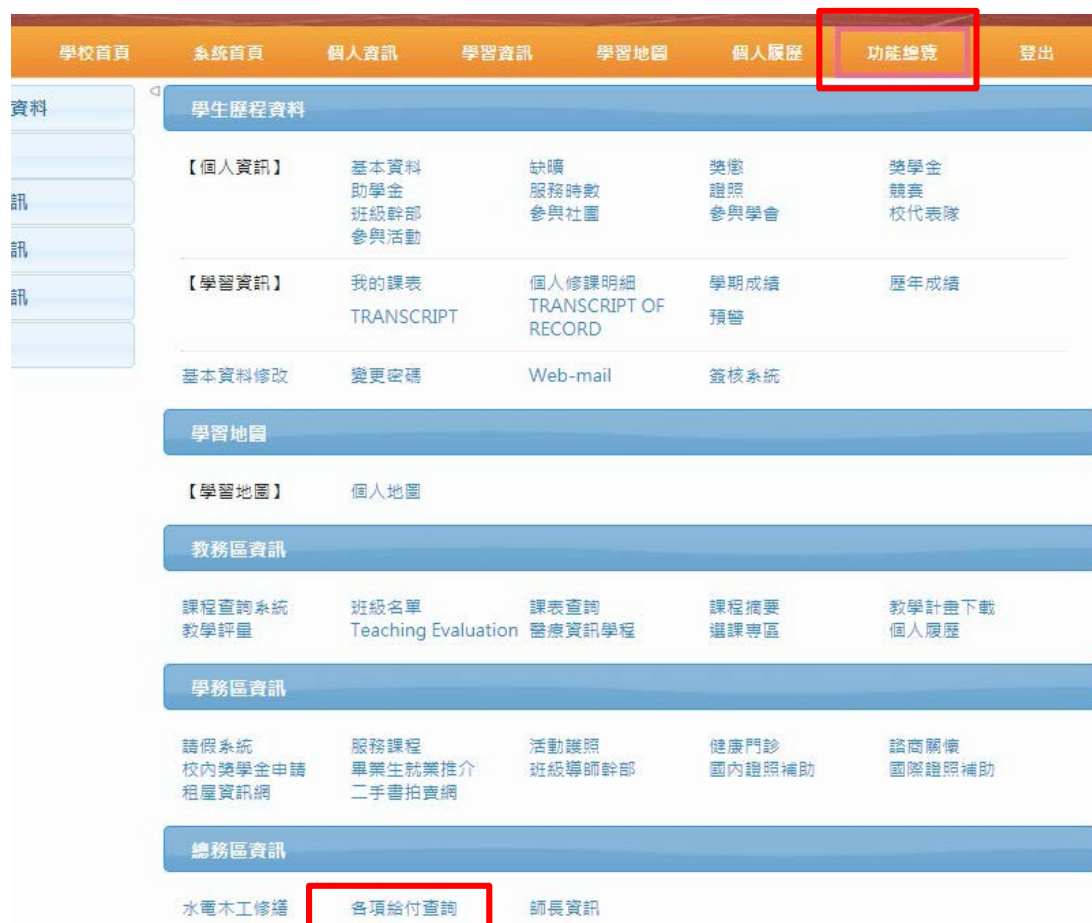 學校首頁 系統首頁 個人資訊 學習資訊 學習地圖 個人履歷 功能總覽 登出
資料
訊
訊
訊
學生歷程資料
【個人資訊】 基本資料 缺曠 獎懲 獎學金
助學金 服務時數 證照 競賽
班級幹部 參與社團 參與學會 校代表隊
參與活動
【學習資訊】 我的課表 個人修課明細 學期成績 歷年成績
TRANSCRIPT TRANSCRIPT OF RECORD 預警
基本資料修改 變更密碼 Web-mail 簽核系統
學習地圖
【學習地圖】 個人地圖
教務區資訊
課程查詢系統 班級名單 課表查詢 課程摘要 教學計畫下載
教學評量 Teaching Evaluation 醫療資訊學程 選課專區 個人履歷
學務區資訊
請假系統 服務課程 活動護照 健康門診 諮商關懷
校內獎學金申請 畢業生就業推介 班級導師幹部 國內證照補助 國際證照補助
租屋資訊網 二手書拍賣網
總務區資訊
水電木工修繕 各項給付查詢 師長資訊